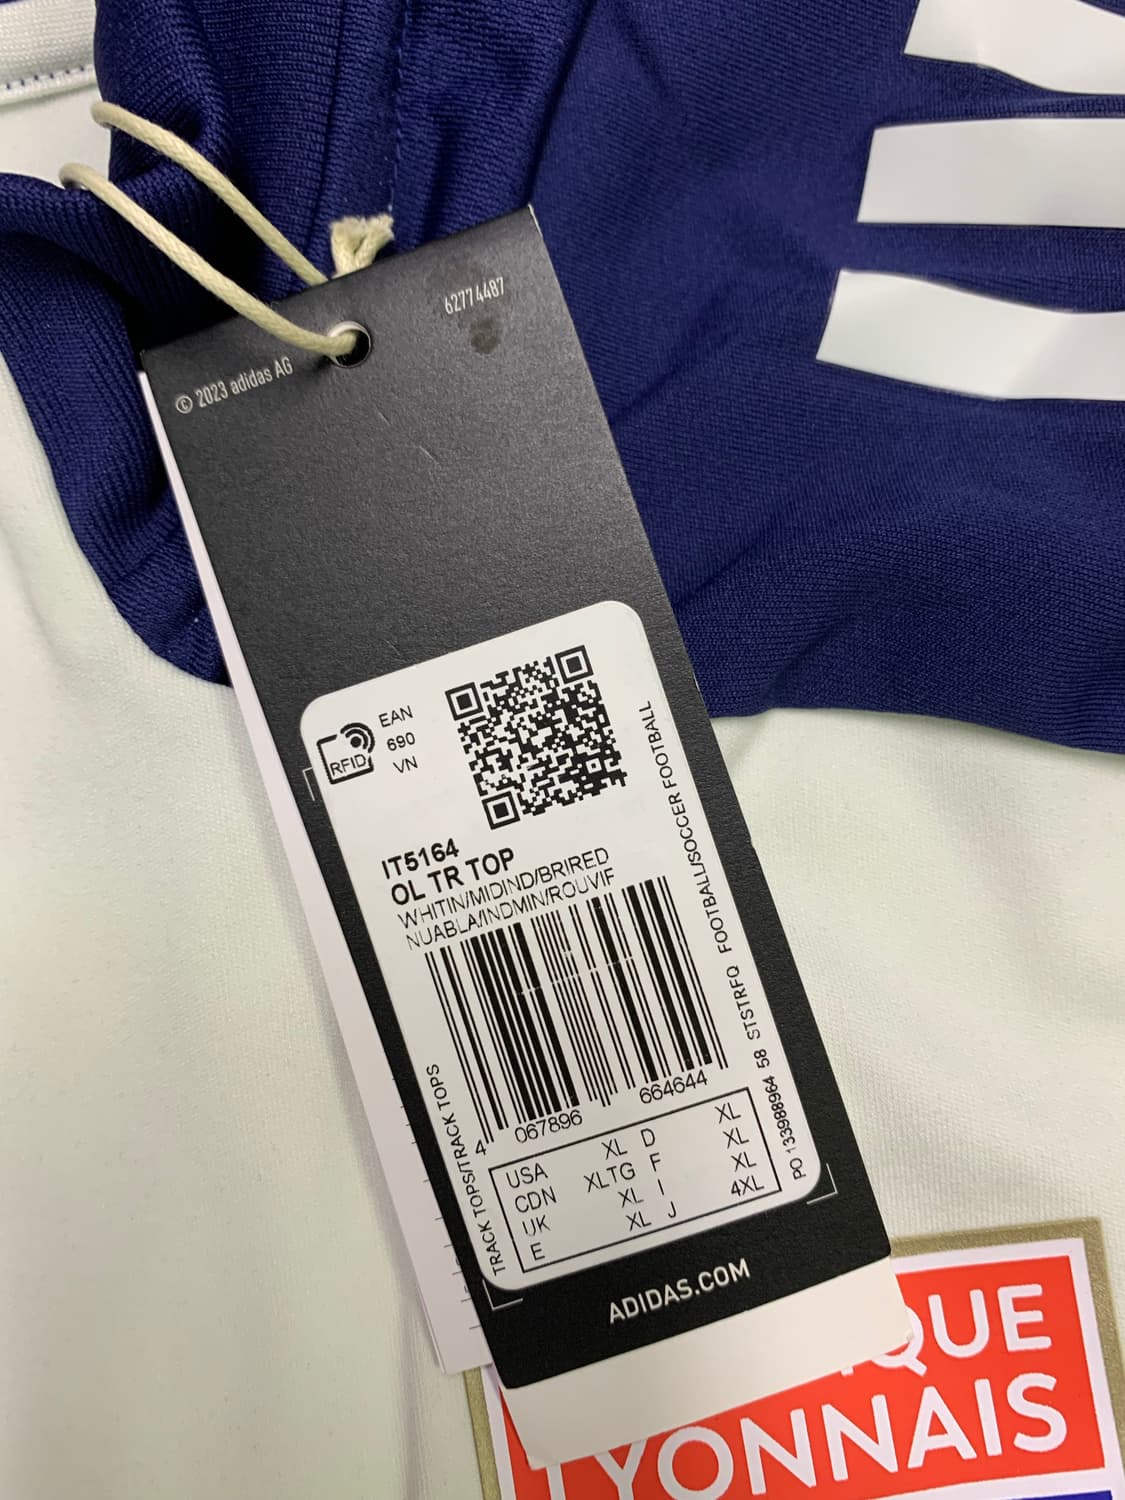 62774487
© 2023 adidas AG
RFID
EAN
690
VN
IT5164
OL TR TOP
WHITIN/MIDIND/BRIRED
NUABLA/INDMIN/ROUVIF
4 067896 664644
USA XL D XL
CDN XLTG F XL
UK XL I XL
E XL J 4XL
TRACK TOPS/TRACK TOPS
PO 133988964 58 STSTRFQ FOOTBALL/SOCCER FOOTBALL
ADIDAS.COM
LYONNAIS